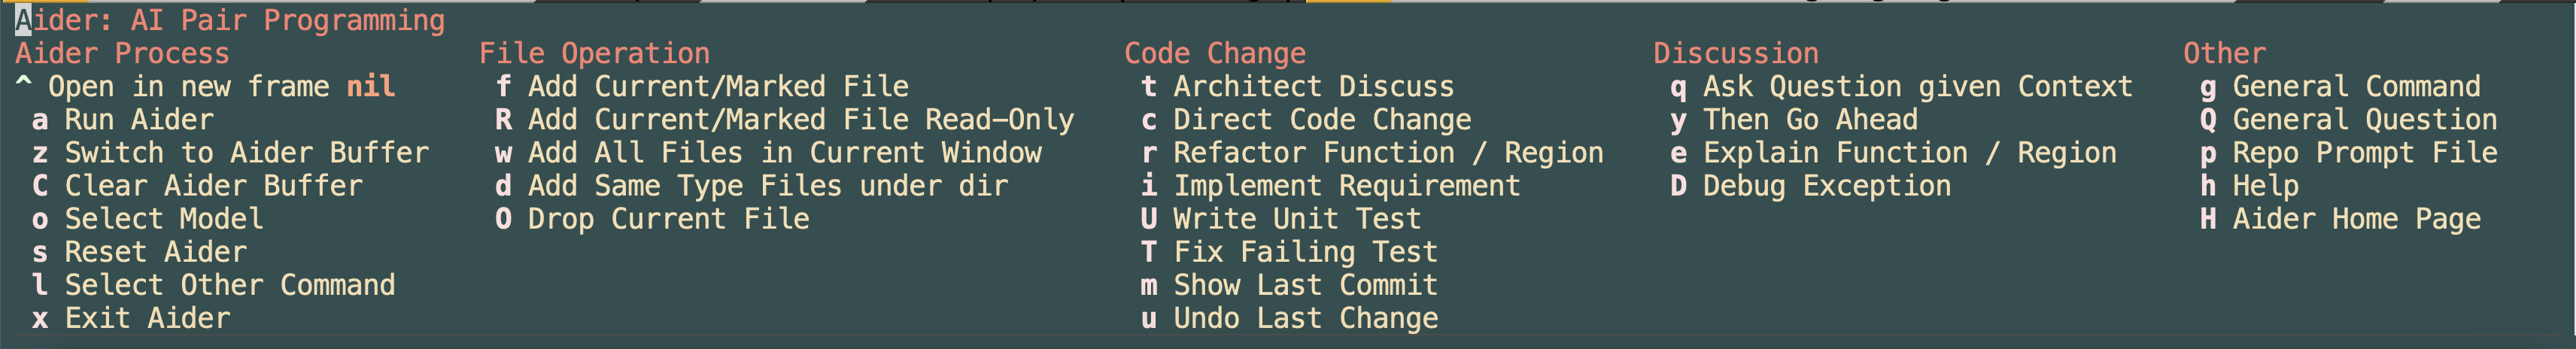 Aider: AI Pair Programming
Aider Process File Operation Code Change Discussion Other
^ Open in new frame nil f Add Current/Marked File t Architect Discuss q Ask Question given Context g General Command
a Run Aider R Add Current/Marked File Read-Only c Direct Code Change y Then Go Ahead Q General Question
z Switch to Aider Buffer w Add All Files in Current Window r Refactor Function / Region e Explain Function / Region p Repo Prompt File
C Clear Aider Buffer d Add Same Type Files under dir i Implement Requirement D Debug Exception h Help
o Select Model O Drop Current File U Write Unit Test H Aider Home Page
s Reset Aider T Fix Failing Test
l Select Other Command m Show Last Commit
x Exit Aider u Undo Last Change